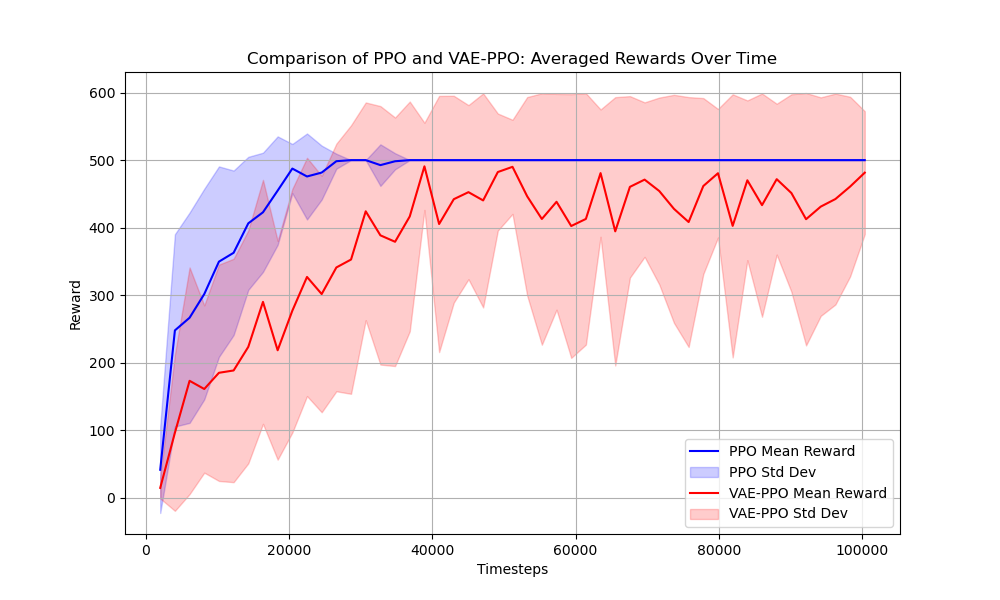 Comparison of PPO and VAE-PPO: Averaged Rewards Over Time
600
500
400
300
200
100
0
Reward
0
20000
40000
60000
80000
100000
Timesteps
PPO Mean Reward
PPO Std Dev
VAE-PPO Mean Reward
VAE-PPO Std Dev